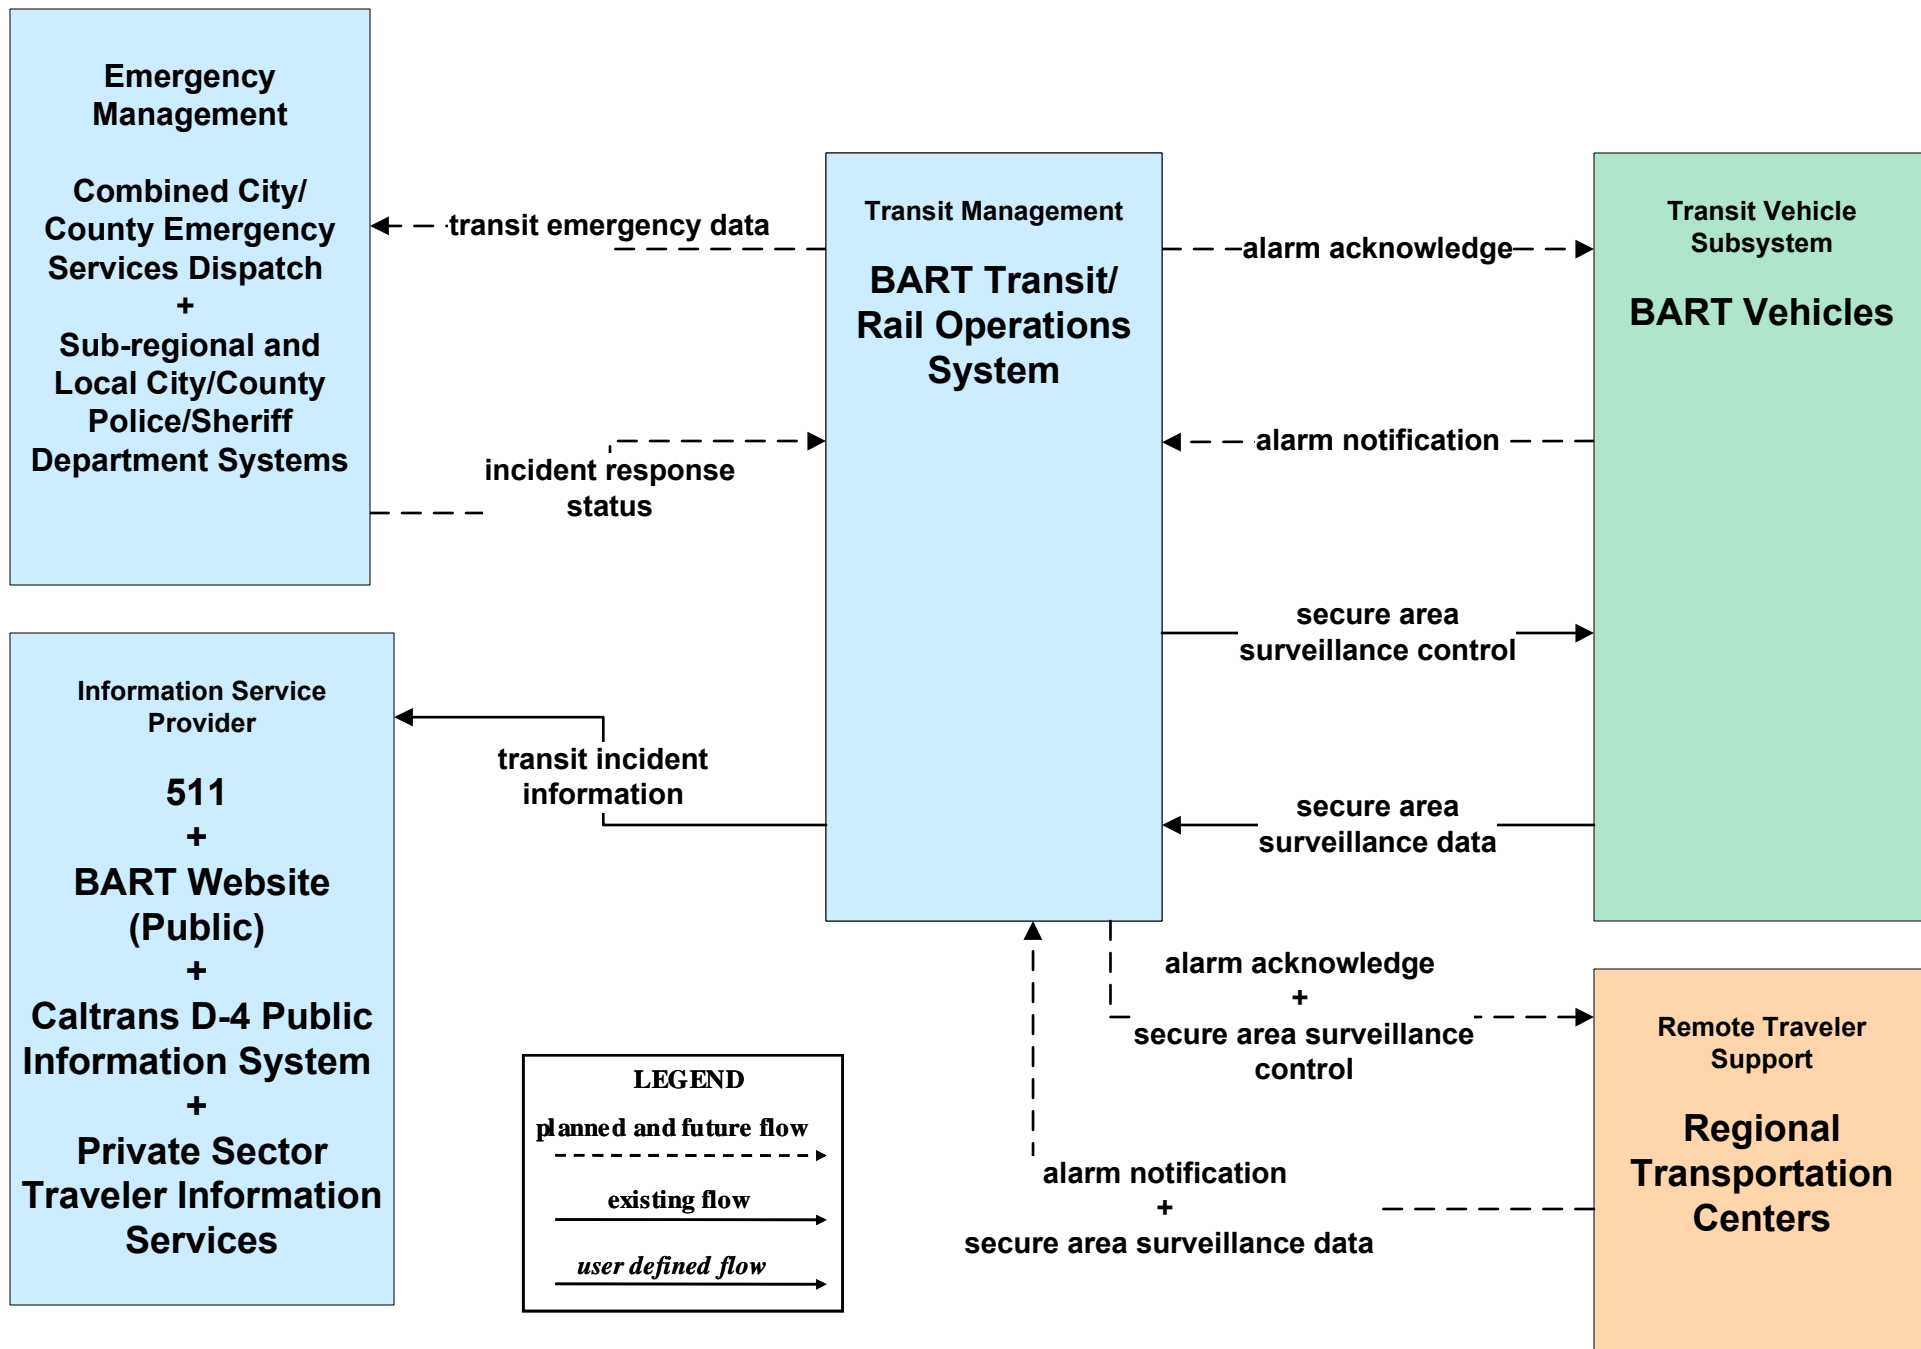 Emergency
Management
Combined City/
County Emergency
Services Dispatch
+
Sub-regional and
Local City/County
Police/Sheriff
Department Systems
transit emergency data
incident response
status
Transit Management
BART Transit/
Rail Operations
System
alarm acknowledge
alarm notification
secure area
surveillance control
secure area
surveillance data
Transit Vehicle
Subsystem
BART Vehicles
Information Service
Provider
511
+
BART Website
(Public)
+
Caltrans D-4 Public
Information System
+
Private Sector
Traveler Information
Services
transit incident
information
LEGEND
planned and future flow
existing flow
user defined flow
alarm acknowledge
+
secure area surveillance
control
alarm notification
+
secure area surveillance data
Remote Traveler
Support
Regional
Transportation
Centers